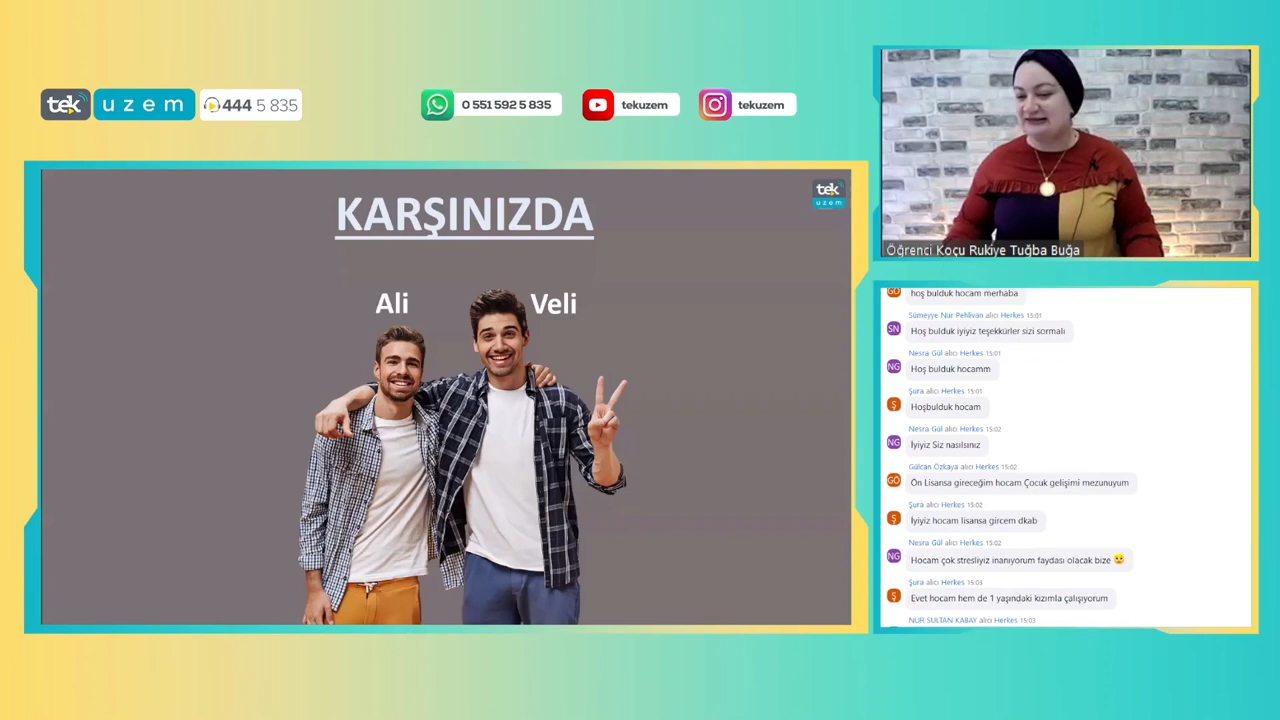 tek uzem 444 5 835
0 551 592 5 835
tekuzem
tekuzem
KARŞINIZDA
tek
uzem
Ali
Veli
Öğrenci Koçu Rukiye Tuğba Buğa
GÖ hoş bulduk hocam merhaba
Sümeyye Nur Pehlivan alıcı Herkes 15:01
SN Hoş bulduk iyiyiz teşekkürler sizi sormalı
Nesra Gül alıcı Herkes 15:01
NG Hoş bulduk hocamm
Şura alıcı Herkes 15:01
Ş Hoşbulduk hocam
Nesra Gül alıcı Herkes 15:02
NG İyiyiz Siz nasılsınız
Gülcan Özkaya alıcı Herkes 15:02
GÖ Ön Lisansa gireceğim hocam Çocuk gelişimi mezunuyum
Şura alıcı Herkes 15:02
Ş İyiyiz hocam lisansa gircem dkab
Nesra Gül alıcı Herkes 15:02
NG Hocam çok stresliyiz inanıyorum faydası olacak bize 😢
Şura alıcı Herkes 15:03
Ş Evet hocam hem de 1 yaşındaki kızımla çalışıyorum
NUR SULTAN KABAY alıcı Herkes 15:03